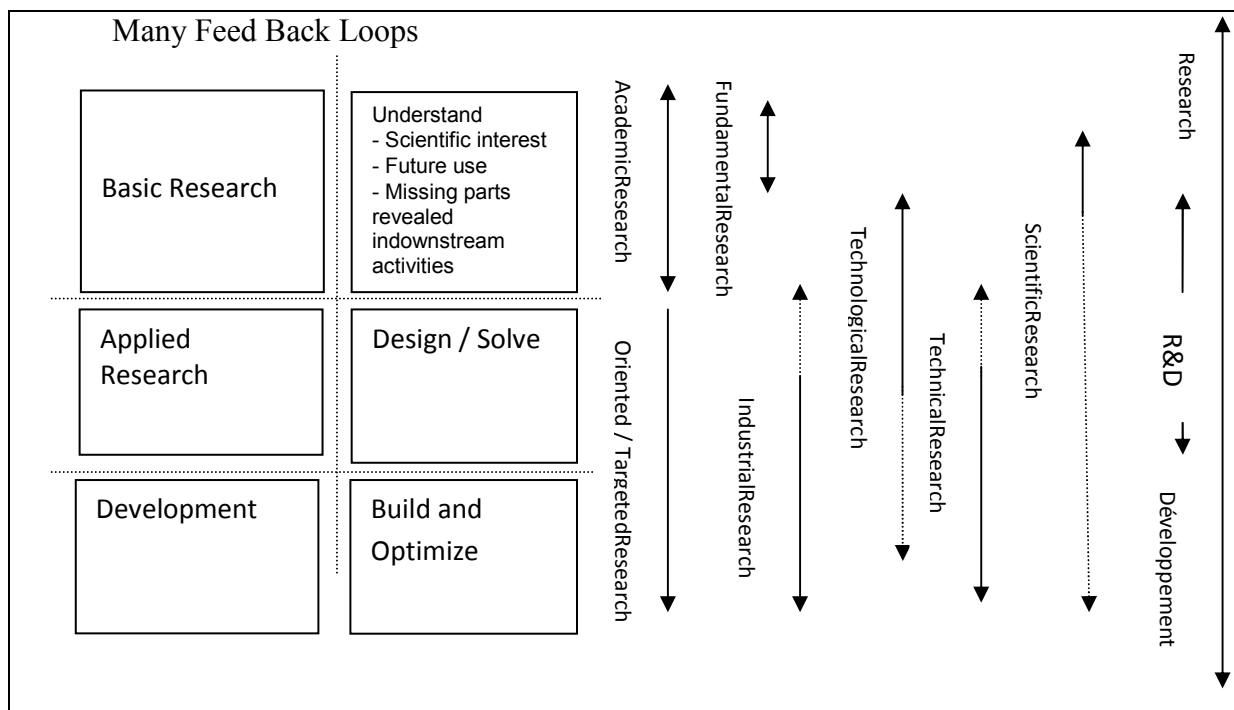 Many Feed Back Loops
Basic Research
Understand
- Scientific interest
- Future use
- Missing parts
revealed
indownstream
activities
Applied
Research
Design / Solve
Development
Build and
Optimize
AcademicResearch
Oriented / TargetedResearch
FundamentalResearch
IndustrialResearch
TechnologicalResearch
TechnicalResearch
ScientificResearch
Research
R&D
Développement